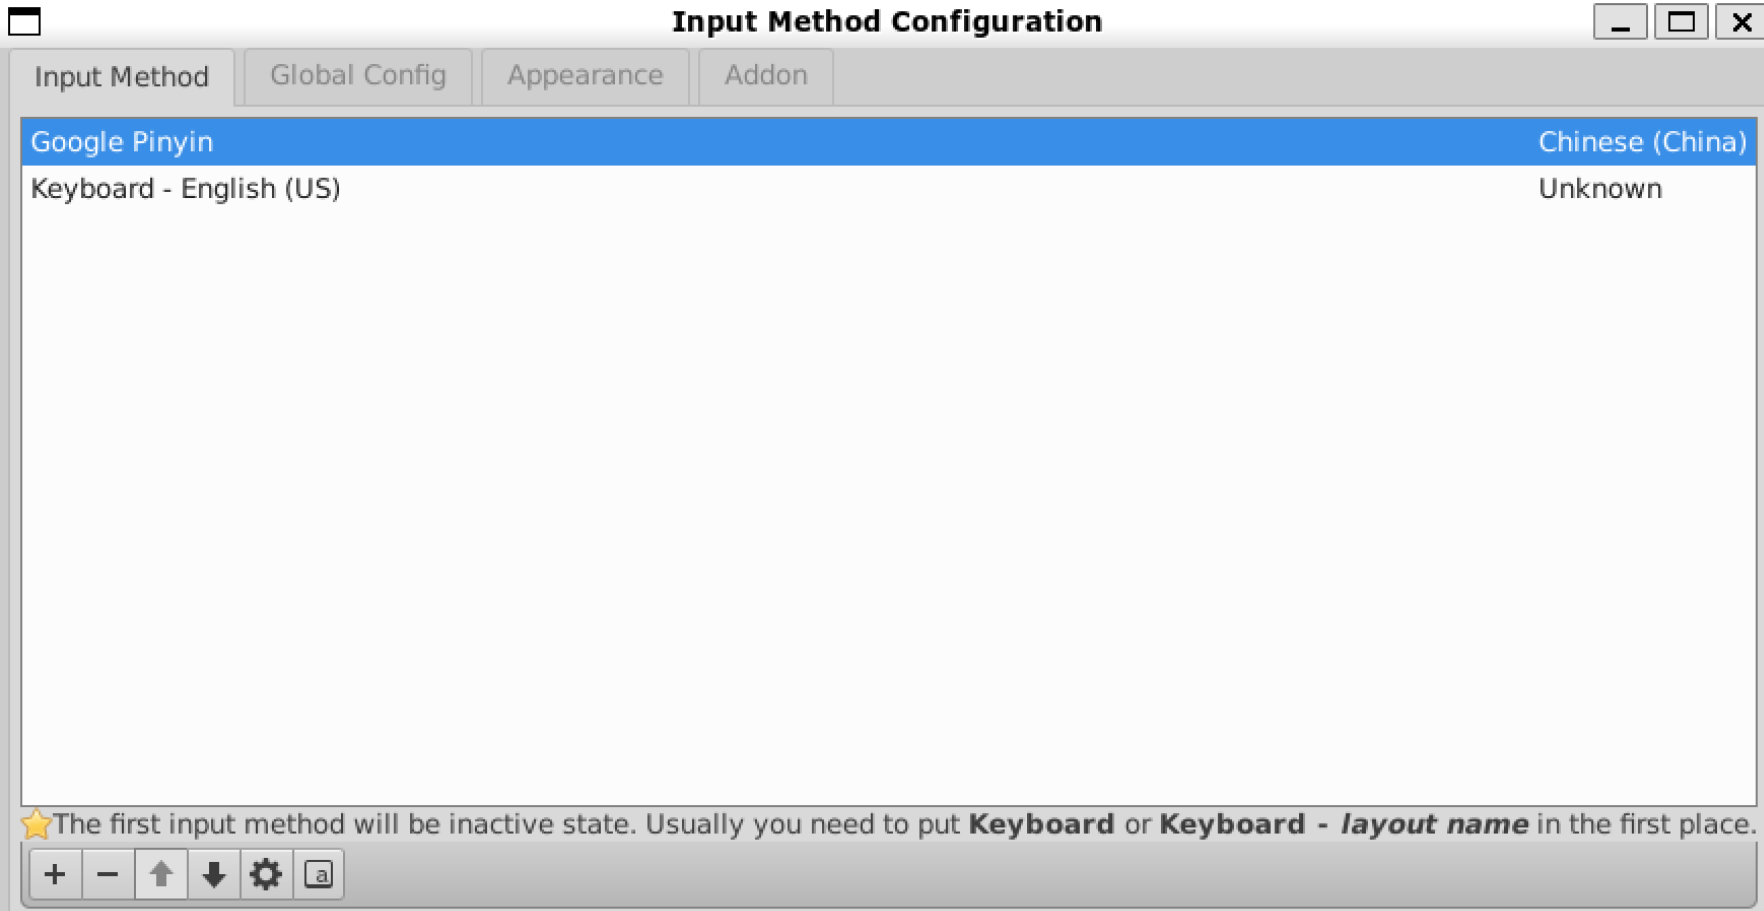 Input Method Configuration
Input Method Global Config Appearance Addon
Google Pinyin Chinese (China)
Keyboard - English (US) Unknown
The first input method will be inactive state. Usually you need to put Keyboard or Keyboard - layout name in the first place.
a